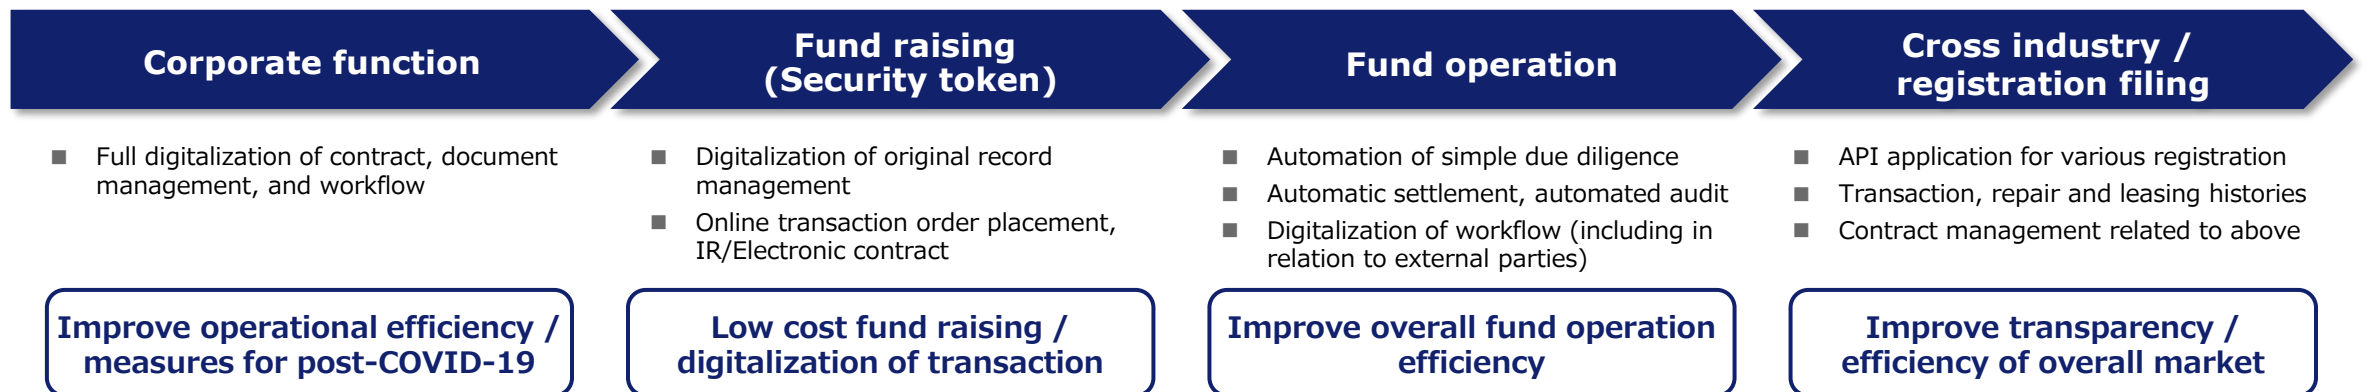 Corporate function
Fund raising
(Security token)
Fund operation
Cross industry /
registration filing
■ Full digitalization of contract, document
management, and workflow
■ Digitalization of original record
management
■ Online transaction order placement,
IR/Electronic contract
■ Automation of simple due diligence
■ Automatic settlement, automated audit
■ Digitalization of workflow (including in
relation to external parties)
■ API application for various registration
■ Transaction, repair and leasing histories
■ Contract management related to above
Improve operational efficiency /
measures for post-COVID-19
Low cost fund raising /
digitalization of transaction
Improve overall fund operation
efficiency
Improve transparency /
efficiency of overall market